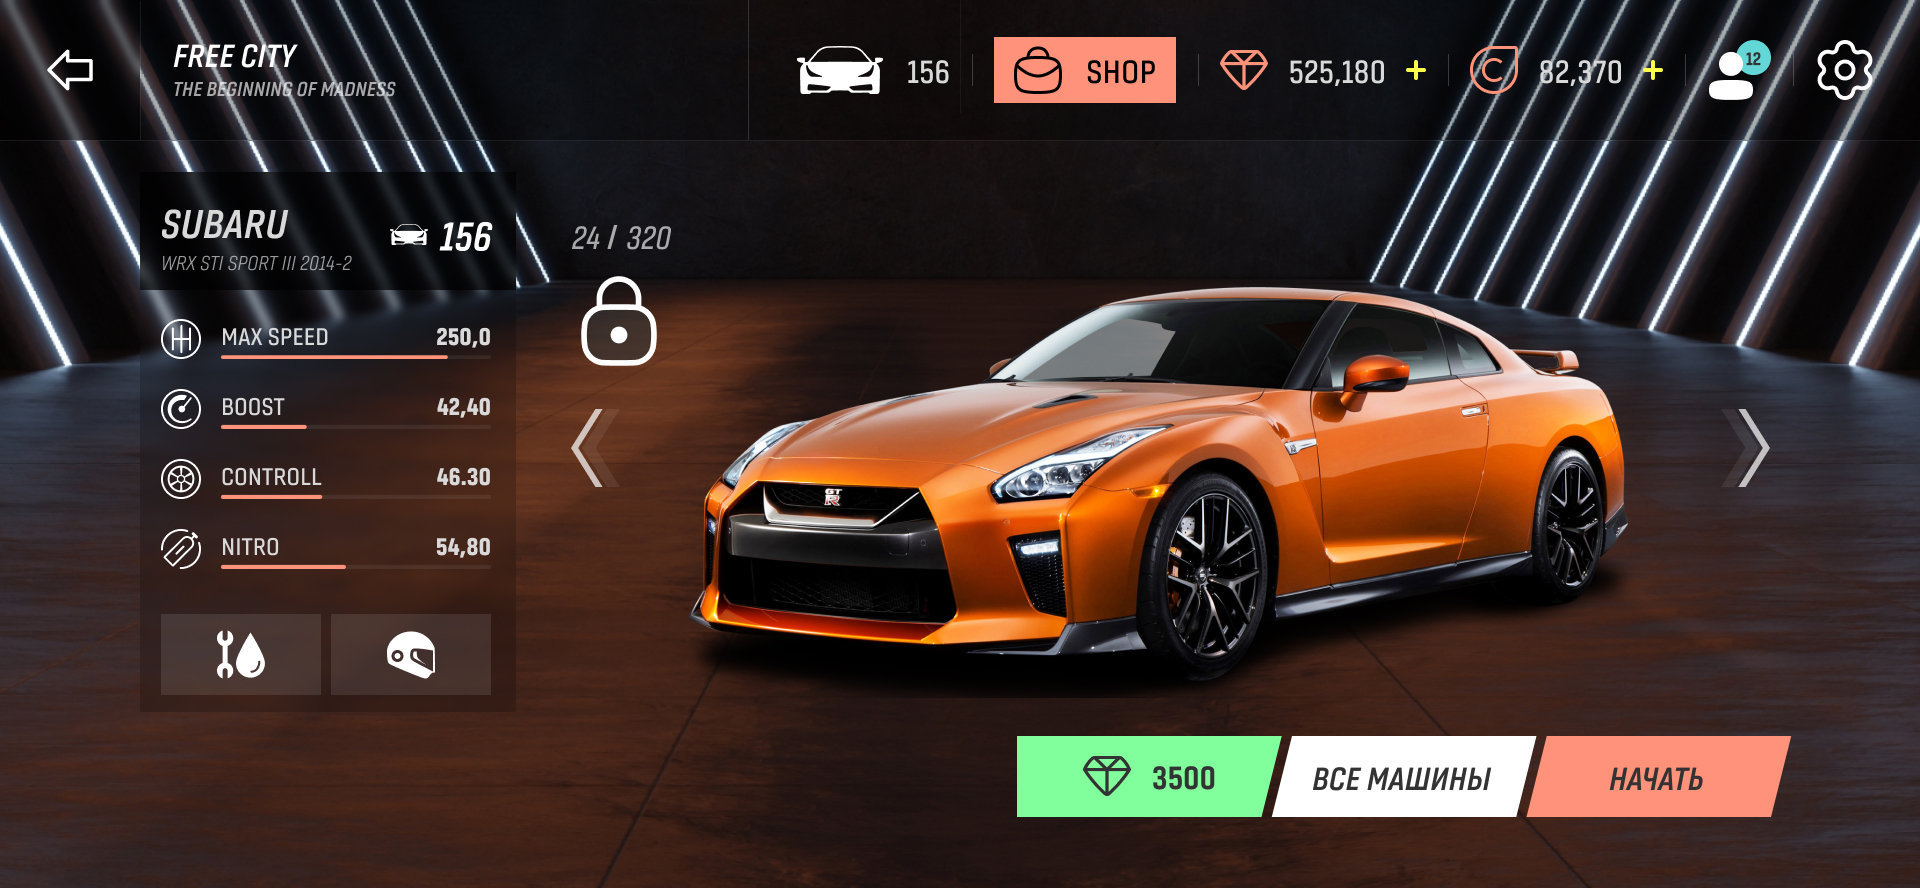 FREE CITY
THE BEGINNING OF MADNESS
156
SHOP
525,180 +
82,370 +
12
SUBARU
WRX STI SPORT III 2014-2
156
24 / 320
MAX SPEED 250,0
BOOST 42,40
CONTROLL 46.30
NITRO 54,80
GT
R
3500
ВСЕ МАШИНЫ
НАЧАТЬ